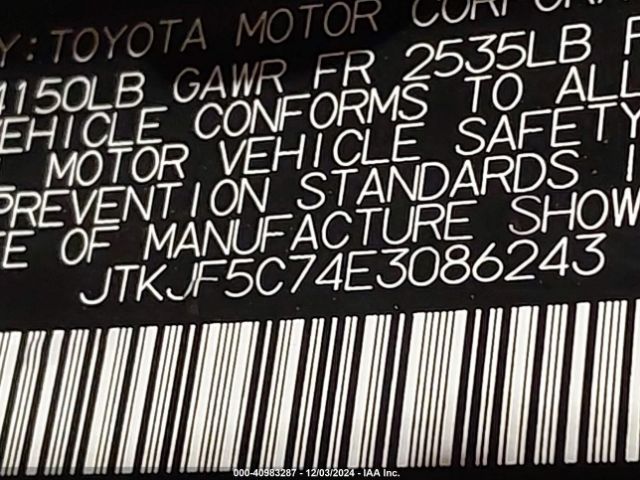 Y:TOYOTA MOTOR CORPORA
4150LB GAWR FR 2535LB
VEHICLE CONFORMS TO ALL
MOTOR VEHICLE SAFETY
PREVENTION STANDARDS I
TE OF MANUFACTURE SHOW
JTKJF5C74E3086243
000-40983287 - 12/03/2024 - IAA Inc.